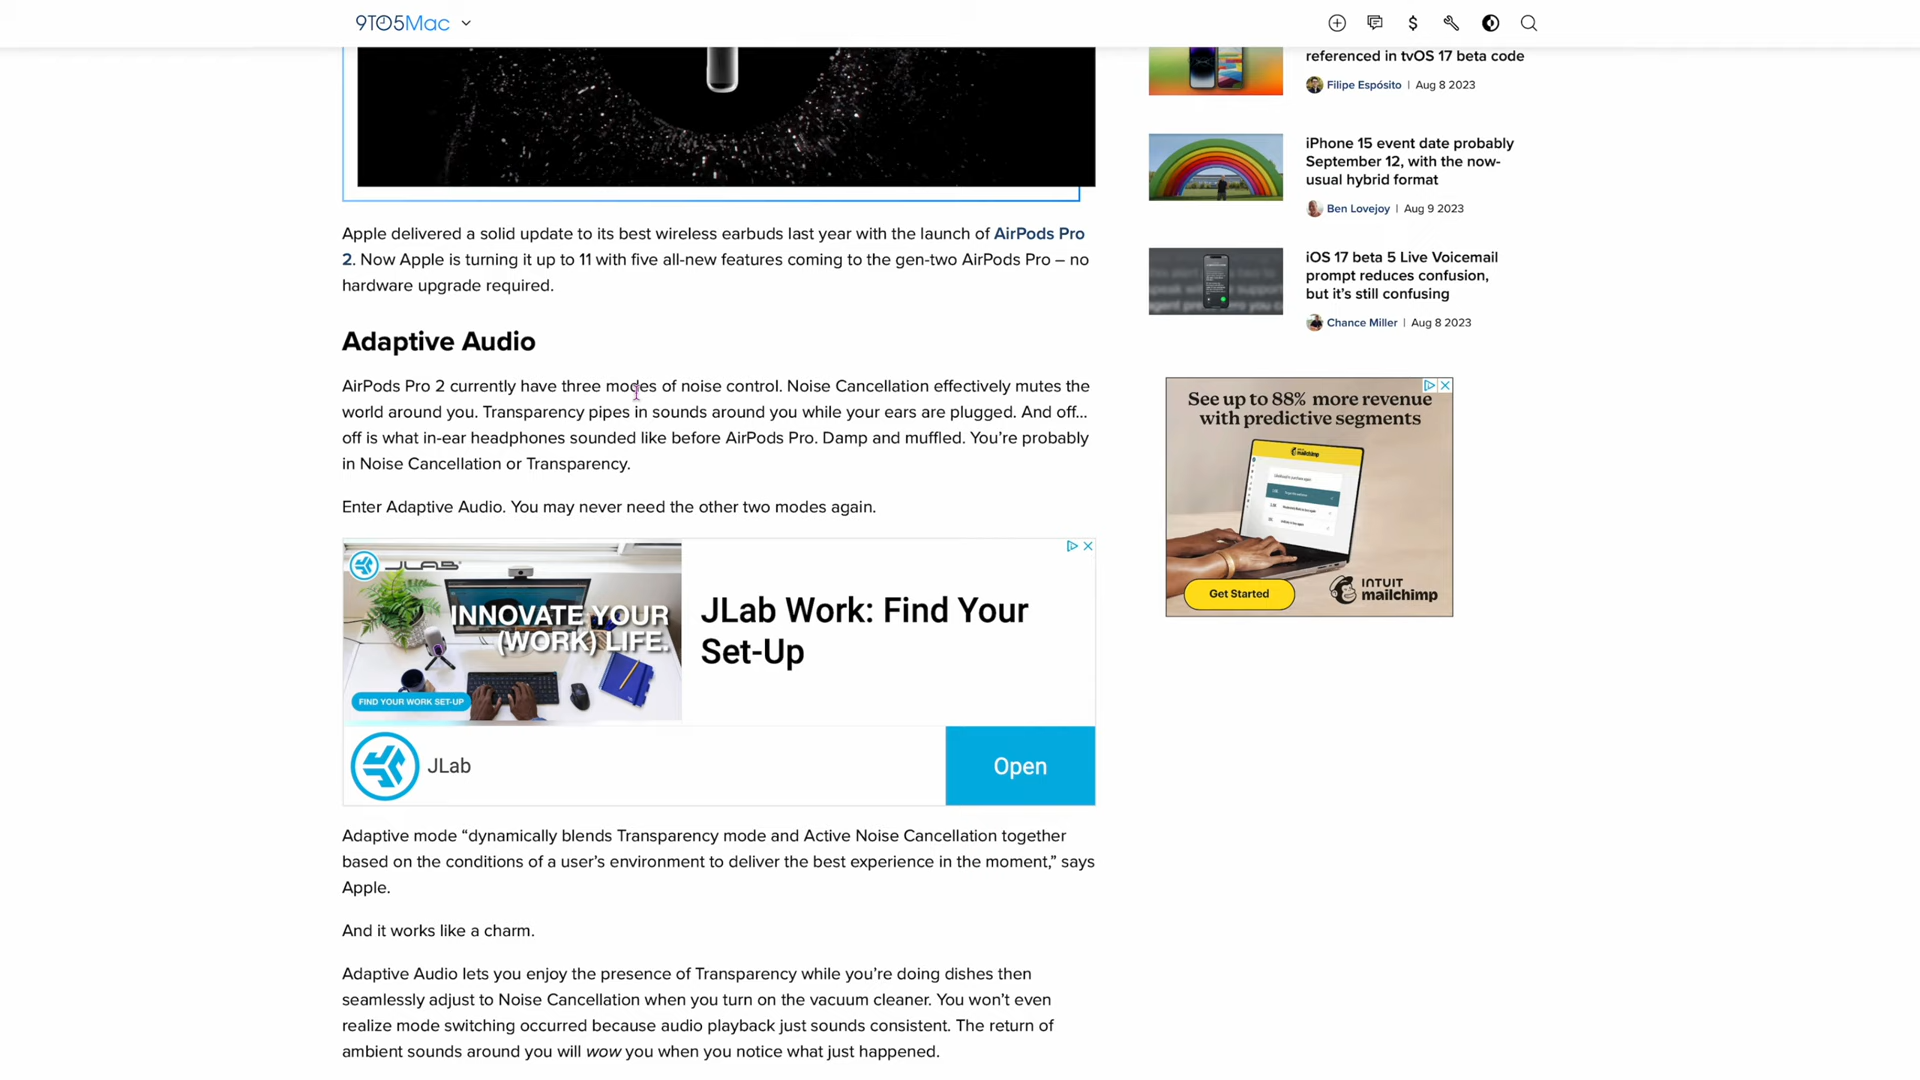 9TO5Mac
referenced in tvOS 17 beta code
Filipe Espósito | Aug 8 2023
iPhone 15 event date probably
September 12, with the now-
usual hybrid format
Ben Lovejoy | Aug 9 2023
iOS 17 beta 5 Live Voicemail
prompt reduces confusion,
but it’s still confusing
Chance Miller | Aug 8 2023
Apple delivered a solid update to its best wireless earbuds last year with the launch of AirPods Pro
2. Now Apple is turning it up to 11 with five all-new features coming to the gen-two AirPods Pro – no
hardware upgrade required.
Adaptive Audio
AirPods Pro 2 currently have three modes of noise control. Noise Cancellation effectively mutes the
world around you. Transparency pipes in sounds around you while your ears are plugged. And off…
off is what in-ear headphones sounded like before AirPods Pro. Damp and muffled. You’re probably
in Noise Cancellation or Transparency.
Enter Adaptive Audio. You may never need the other two modes again.
See up to 88% more revenue
with predictive segments
mailchimp
Get Started
INTUIT
mailchimp
JLAB
INNOVATE YOUR
(WORK) LIFE.
FIND YOUR WORK SET-UP
JLab Work: Find Your
Set-Up
JLab
Open
Adaptive mode “dynamically blends Transparency mode and Active Noise Cancellation together
based on the conditions of a user’s environment to deliver the best experience in the moment,” says
Apple.
And it works like a charm.
Adaptive Audio lets you enjoy the presence of Transparency while you’re doing dishes then
seamlessly adjust to Noise Cancellation when you turn on the vacuum cleaner. You won’t even
realize mode switching occurred because audio playback just sounds consistent. The return of
ambient sounds around you will wow you when you notice what just happened.